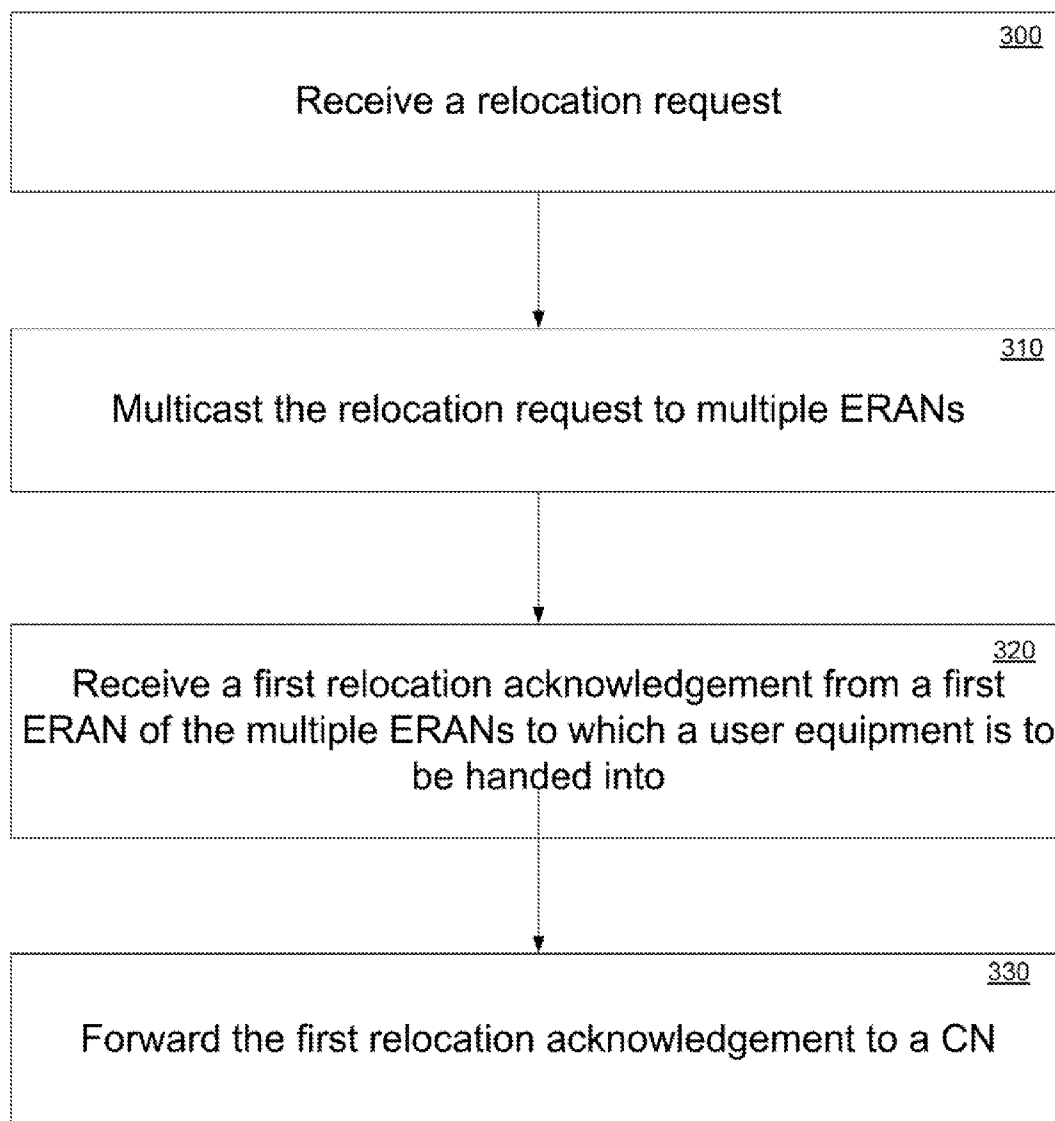 300
Receive a relocation request
310
Multicast the relocation request to multiple ERANs
320
Receive a first relocation acknowledgement from a first
ERAN of the multiple ERANs to which a user equipment is to
be handed into
330
Forward the first relocation acknowledgement to a CN